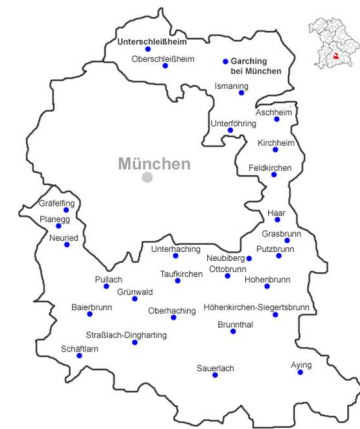 Unterschleißheim
Oberschleißheim
Garching
bei München
Ismaning
Aschheim
Unterföhring
Kirchheim
München
Feldkirchen
Gräfelfing
Planegg
Neuried
Haar
Grasbrunn
Unterhaching
Neubiberg
Putzbrunn
Ottobrunn
Taufkirchen
Pullach
Hohenbrunn
Grünwald
Baierbrunn
Oberhaching
Höhenkirchen-Siegertsbrunn
Brunnthal
Straßlach-Dingharting
Schäftlarn
Sauerlach
Aying